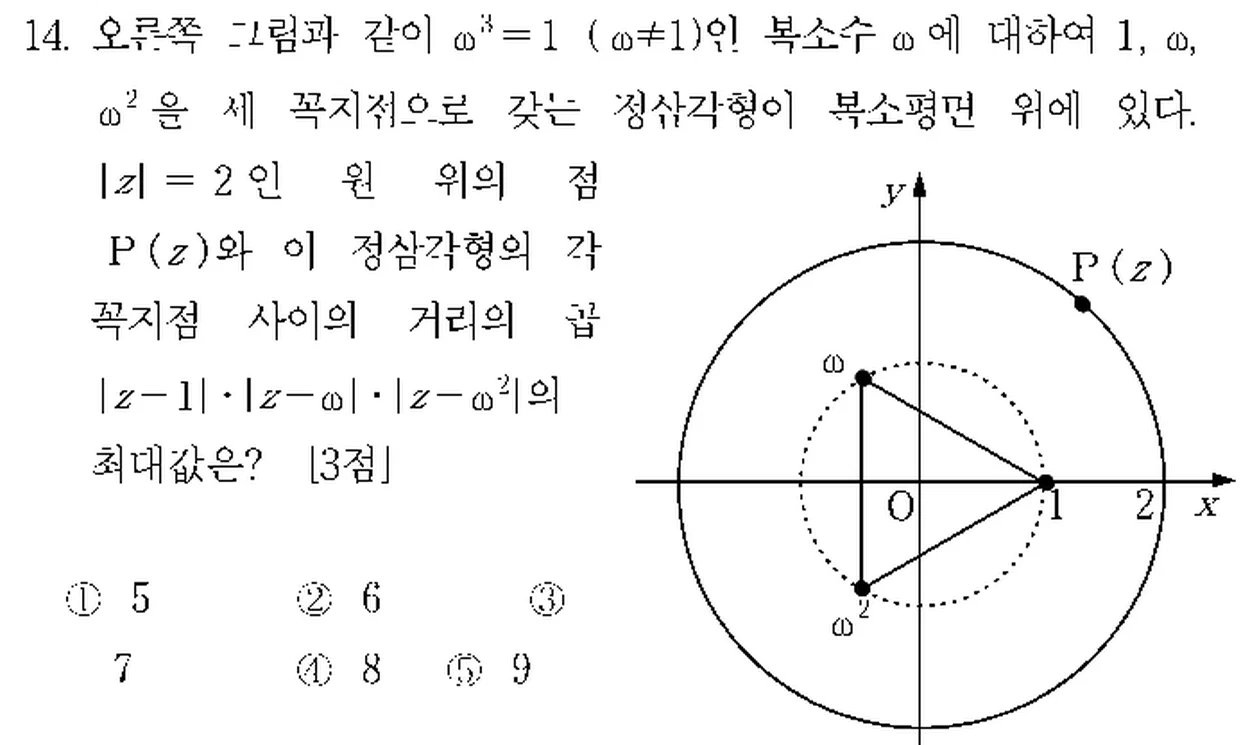 14. 오른쪽 그림과 같이 ω³=1 (ω≠1)인 복소수 ω에 대하여 1, ω,
ω²을 세 꼭지점으로 갖는 정삼각형이 복소평면 위에 있다.
|z| = 2인 원 위의 점
P(z)와 이 정삼각형의 각
꼭지점 사이의 거리의 곱
|z-1|·|z-ω|·|z-ω²|의
최대값은? [3점]
① 5 ② 6 ③
7 ④ 8 ⑤ 9
y
P(z)
ω
O 1 2 x
ω²